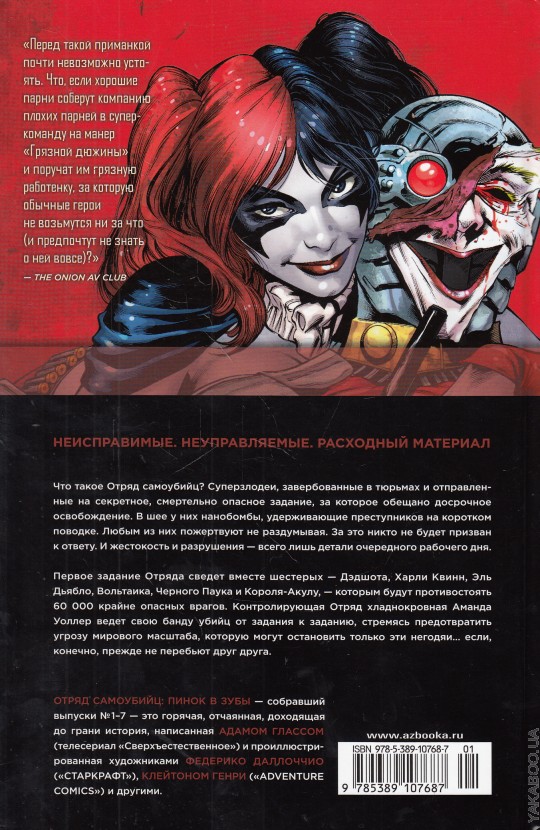 «Перед такой приманкой
почти невозможно усто-
ять. Что, если хорошие
парни соберут компанию
плохих парней в супер-
команду на манер
«Грязной дюжины»
и поручат им грязную
работенку, за которую
обычные герои
не возьмутся ни за что
(и предпочтут не знать
о ней вовсе)?»
— THE ONION AV CLUB
НЕИСПРАВИМЫЕ. НЕУПРАВЛЯЕМЫЕ. РАСХОДНЫЙ МАТЕРИАЛ
Что такое Отряд самоубийц? Суперзлодеи, завербованные в тюрьмах и отправлен-
ные на секретное, смертельно опасное задание, за которое обещано досрочное
освобождение. В шее у них нанобомбы, удерживающие преступников на коротком
поводке. Любым из них пожертвуют не раздумывая. За это никто не будет призван
к ответу. И жестокость и разрушения — всего лишь детали очередного рабочего дня.
Первое задание Отряда сведет вместе шестерых — Дэдшота, Харли Квинн, Эль
Дьябло, Вольтаика, Черного Паука и Короля-Акулу, — которым будут противостоять
60 000 крайне опасных врагов. Контролирующая Отряд хладнокровная Аманда
Уоллер ведет свою банду убийц от задания к заданию, стремясь предотвратить
угрозу мирового масштаба, которую могут остановить только эти негодяи... если,
конечно, прежде не перебьют друг друга.
ОТРЯД САМОУБИЙЦ: ПИНОК В ЗУБЫ — собравший
выпуски №1–7 — это горячая, отчаянная, доходящая
до грани история, написанная АДАМОМ ГЛАССОМ
(телесериал «Сверхъестественное») и проиллюстри-
рованная художниками ФЕДЕРИКО ДАЛЛОЧЧИО
(«СТАРКРАФТ»), КЛЕЙТОНОМ ГЕНРИ («ADVENTURE
COMICS») и другими.
www.azbooka.ru
ISBN 978-5-389-10768-7
01
9 785389 107687
YAKABOO.UA